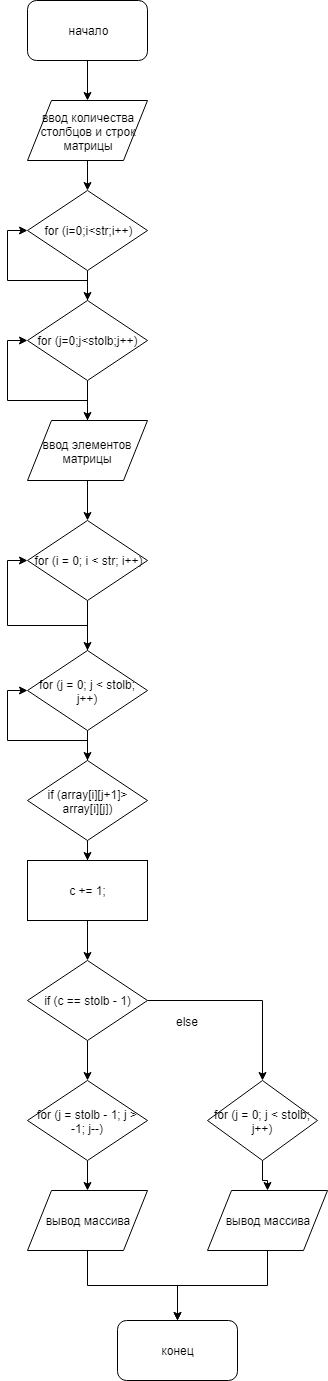 начало
ввод количества
столбцов и строк
матрицы
for (i=0;i<str;i++)
for (j=0;j<stolb;j++)
ввод элементов
матрицы
for (i = 0; i < str; i++)
for (j = 0; j < stolb;
j++)
if (array[i][j+1]>
array[i][j])
c += 1;
if (c == stolb - 1)
else
for (j = stolb - 1; j >
-1; j--)
for (j = 0; j < stolb;
j++)
вывод массива
вывод массива
конец